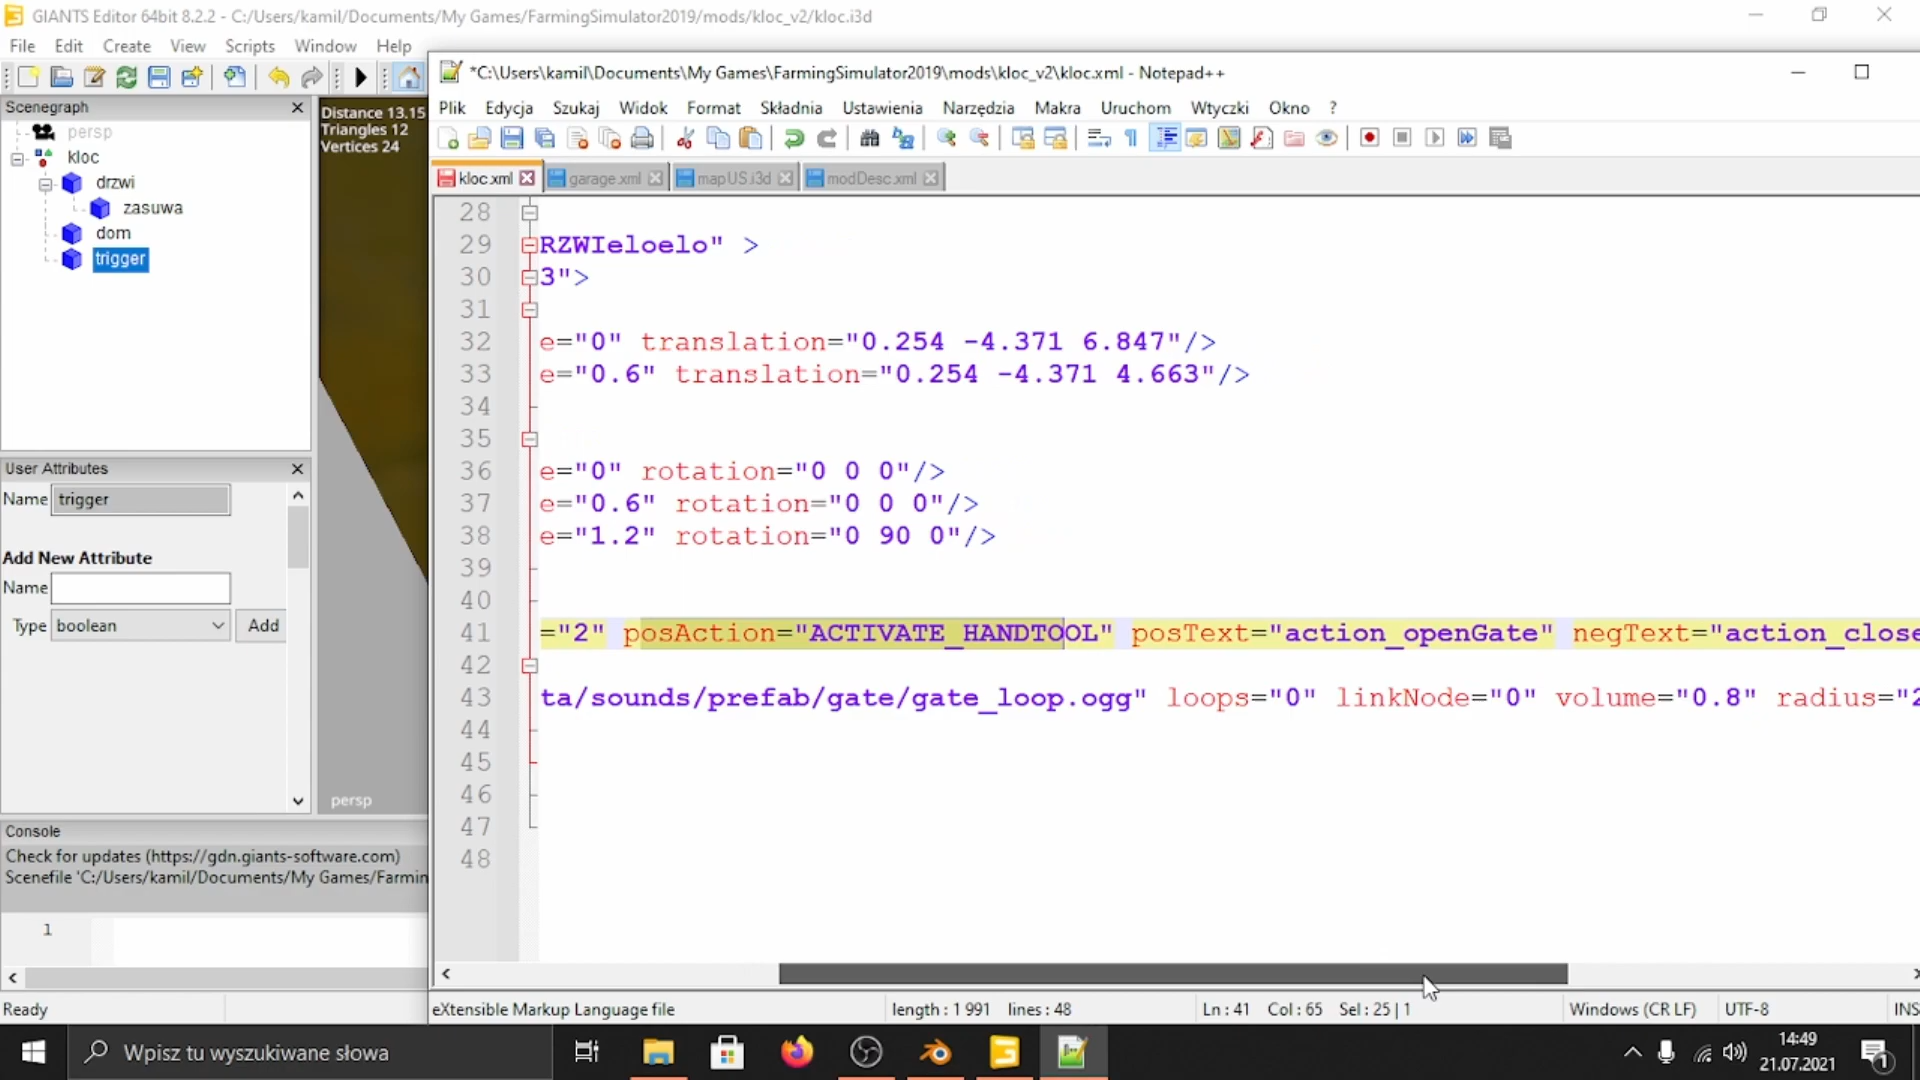 GIANTS Editor 64bit 8.2.2 - C:/Users/kamil/Documents/My Games/FarmingSimulator2019/mods/kloc_v2/kloc.i3d
File Edit Create View Scripts Window Help
Scenegraph
persp
kloc
drzwi
zasuwa
dom
trigger
Distance 13.15
Triangles 12
Vertices 24
persp
User Attributes
Name trigger
Add New Attribute
Name
Type boolean Add
Console
Check for updates (https://gdn.giants-software.com)
Scenefile 'C:/Users/kamil/Documents/My Games/Farmin
1
Ready
*C:\Users\kamil\Documents\My Games\FarmingSimulator2019\mods\kloc_v2\kloc.xml - Notepad++
Plik Edycja Szukaj Widok Format Składnia Ustawienia Narzędzia Makra Uruchom Wtyczki Okno ?
kloc.xml garage.xml mapUS.i3d modDesc.xml
28
29 RZWIeloelo" >
30 3">
31
32 e="0" translation="0.254 -4.371 6.847"/>
33 e="0.6" translation="0.254 -4.371 4.663"/>
34
35
36 e="0" rotation="0 0 0"/>
37 e="0.6" rotation="0 0 0"/>
38 e="1.2" rotation="0 90 0"/>
39
40
41 ="2" posAction="ACTIVATE_HANDTOOL" posText="action_openGate" negText="action_close
42
43 ta/sounds/prefab/gate/gate_loop.ogg" loops="0" linkNode="0" volume="0.8" radius="2
44
45
46
47
48
eXtensible Markup Language file length : 1 991 lines : 48 Ln : 41 Col : 65 Sel : 25 | 1 Windows (CR LF) UTF-8 INS
Wpisz tu wyszukiwane słowa
14:49
21.07.2021
1